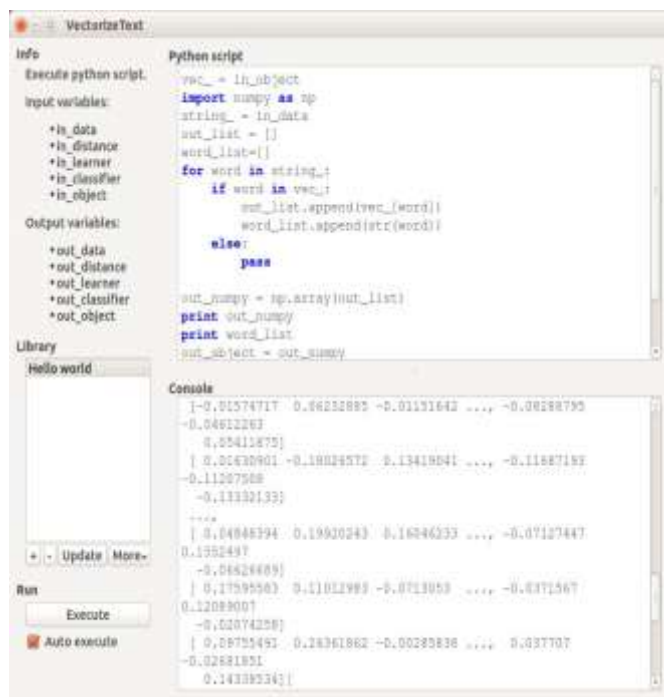 VectorizeText
Info
Execute python script.
Input variables:
•in_data
•in_distance
•in_learner
•in_classifier
•in_object
Output variables:
•out_data
•out_distance
•out_learner
•out_classifier
•out_object
Library
Hello world
+ - Update More
Run
Execute
Auto execute
Python script
vec_ = in_object
import numpy as np
string_ = in_data
out_list = []
word_list=[]
for word in string_:
if word in vec_:
out_list.append(vec_[word])
word_list.append(str(word))
else:
pass
out_numpy = np.array(out_list)
print out_numpy
print word_list
out_object = out_numpy
Console
[-0.01574717 0.06232885 -0.01151642 ..., -0.08288795
-0.04612263
0.05411875]
[ 0.01630901 -0.18026572 0.13419041 ..., -0.11687193
-0.11207508
-0.13332133]
...,
[ 0.04848394 0.19920243 0.16046233 ..., -0.07127447
0.1552497
-0.06626689]
[ 0.17595583 0.11012983 -0.0713053 ..., -0.0371567
0.12089007
-0.02074258]
[ 0.09755491 0.26361862 -0.00285838 ..., 0.037707
-0.02681851
0.14338534]]